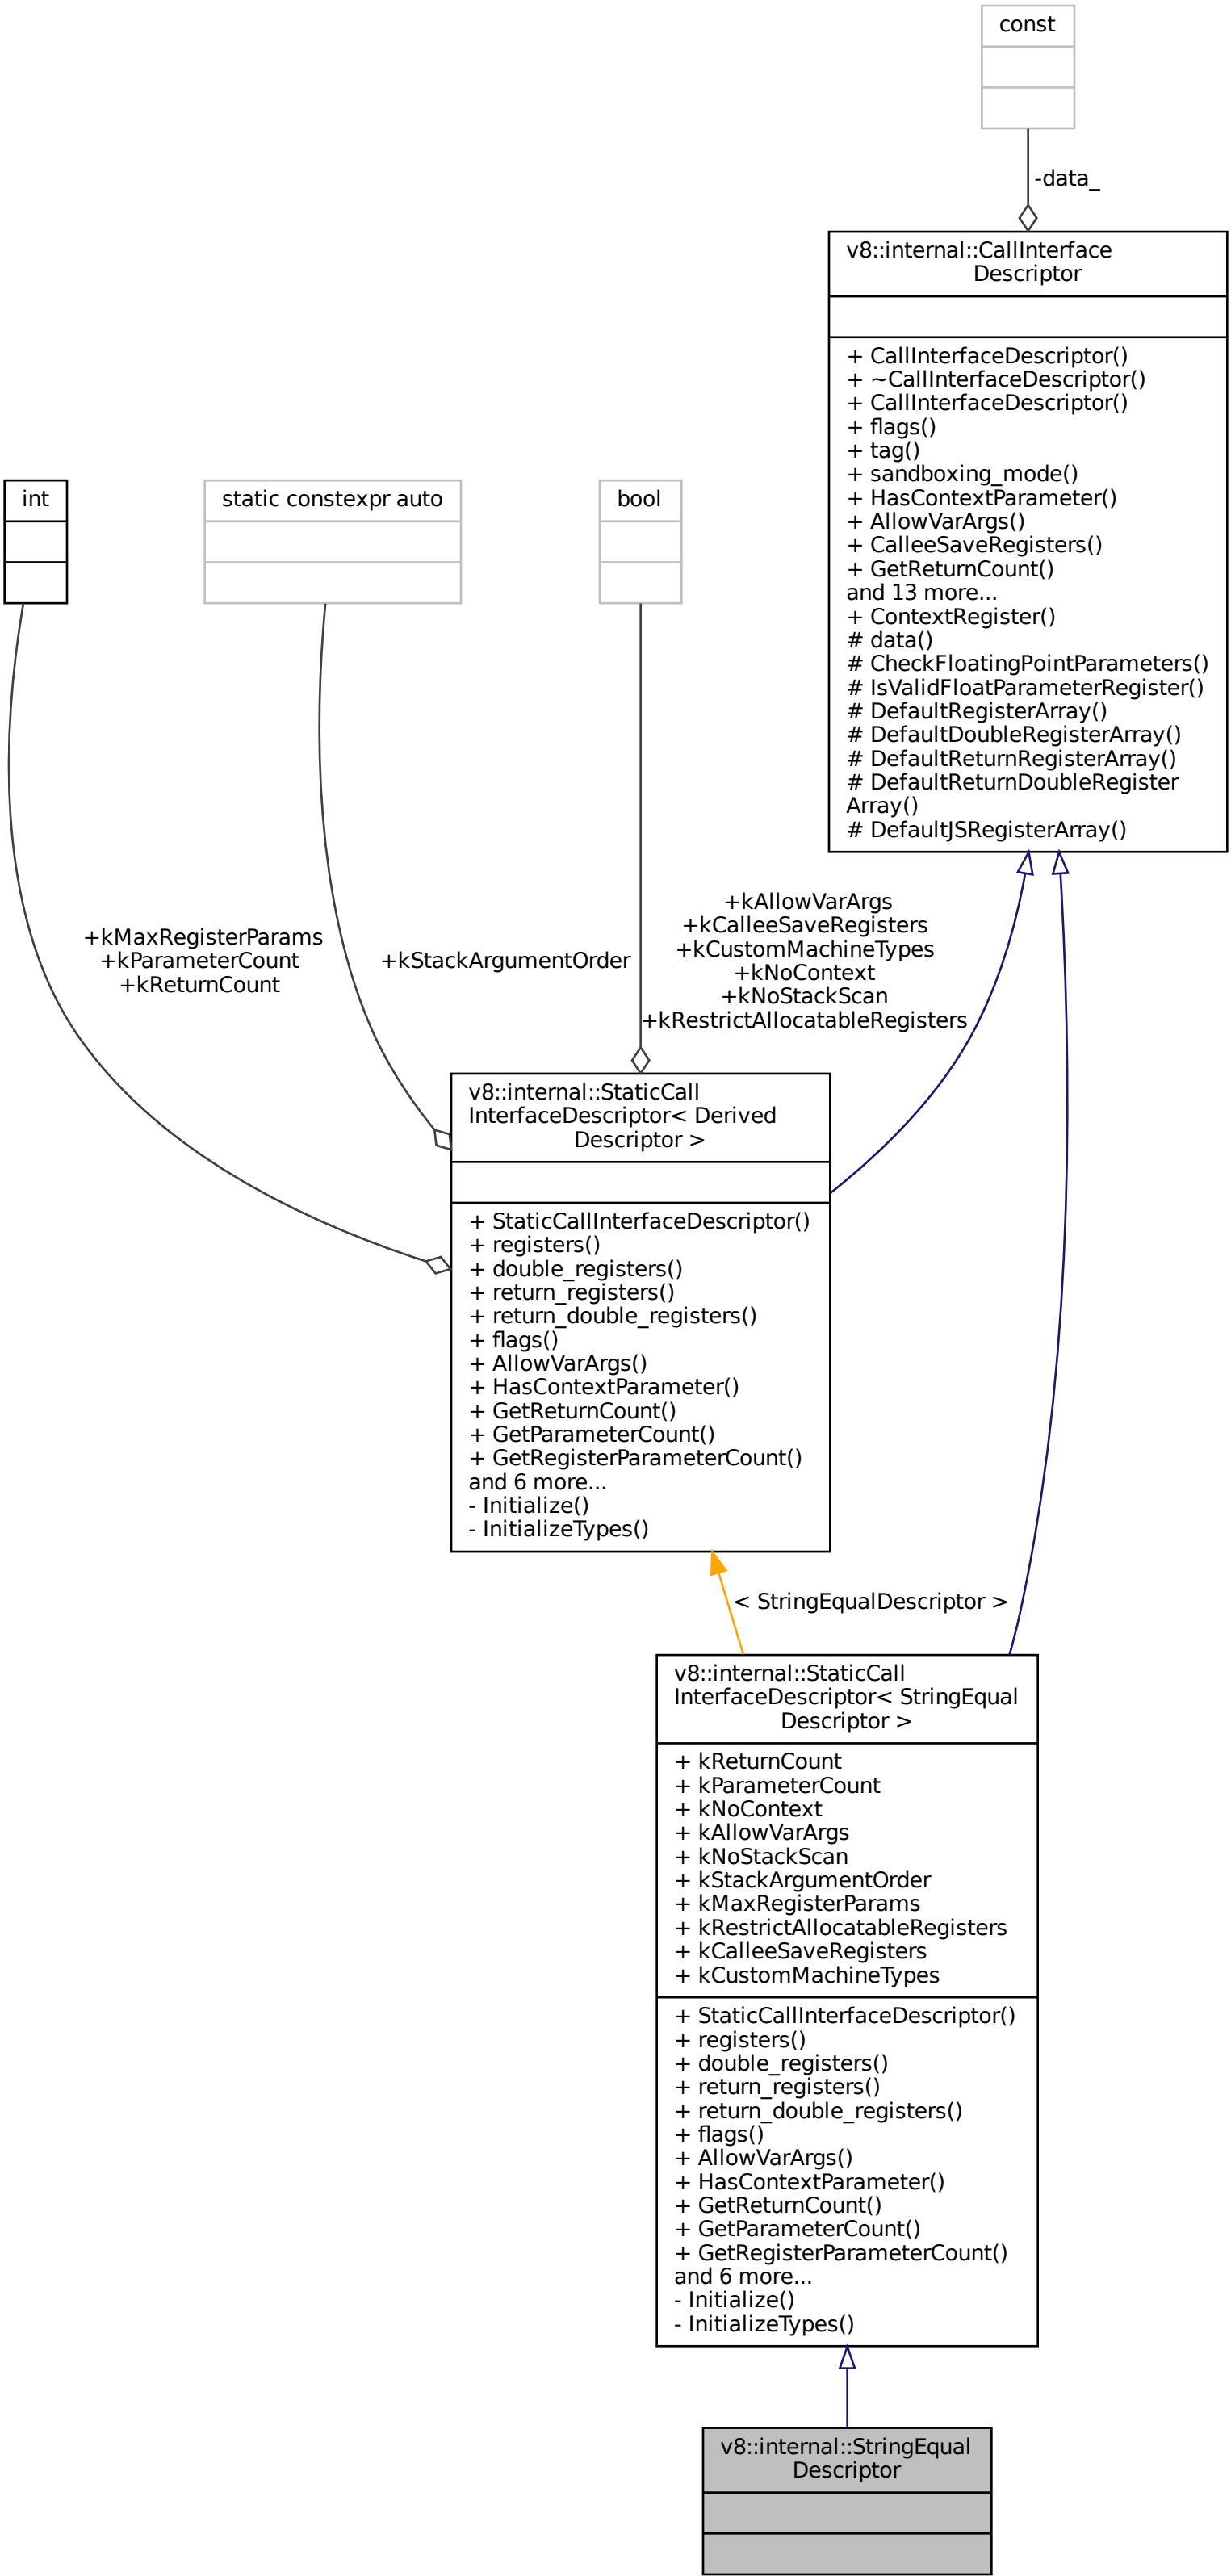 const
-data_
v8::internal::CallInterface
Descriptor
+ CallInterfaceDescriptor()
+ ~CallInterfaceDescriptor()
+ CallInterfaceDescriptor()
+ flags()
+ tag()
+ sandboxing_mode()
+ HasContextParameter()
+ AllowVarArgs()
+ CalleeSaveRegisters()
+ GetReturnCount()
and 13 more...
+ ContextRegister()
# data()
# CheckFloatingPointParameters()
# IsValidFloatParameterRegister()
# DefaultRegisterArray()
# DefaultDoubleRegisterArray()
# DefaultReturnRegisterArray()
# DefaultReturnDoubleRegister
Array()
# DefaultJSRegisterArray()
int
static constexpr auto
bool
+kMaxRegisterParams
+kParameterCount
+kReturnCount
+kStackArgumentOrder
+kAllowVarArgs
+kCalleeSaveRegisters
+kCustomMachineTypes
+kNoContext
+kNoStackScan
+kRestrictAllocatableRegisters
v8::internal::StaticCall
InterfaceDescriptor< Derived
Descriptor >
+ StaticCallInterfaceDescriptor()
+ registers()
+ double_registers()
+ return_registers()
+ return_double_registers()
+ flags()
+ AllowVarArgs()
+ HasContextParameter()
+ GetReturnCount()
+ GetParameterCount()
+ GetRegisterParameterCount()
and 6 more...
- Initialize()
- InitializeTypes()
< StringEqualDescriptor >
v8::internal::StaticCall
InterfaceDescriptor< StringEqual
Descriptor >
+ kReturnCount
+ kParameterCount
+ kNoContext
+ kAllowVarArgs
+ kNoStackScan
+ kStackArgumentOrder
+ kMaxRegisterParams
+ kRestrictAllocatableRegisters
+ kCalleeSaveRegisters
+ kCustomMachineTypes
+ StaticCallInterfaceDescriptor()
+ registers()
+ double_registers()
+ return_registers()
+ return_double_registers()
+ flags()
+ AllowVarArgs()
+ HasContextParameter()
+ GetReturnCount()
+ GetParameterCount()
+ GetRegisterParameterCount()
and 6 more...
- Initialize()
- InitializeTypes()
v8::internal::StringEqual
Descriptor